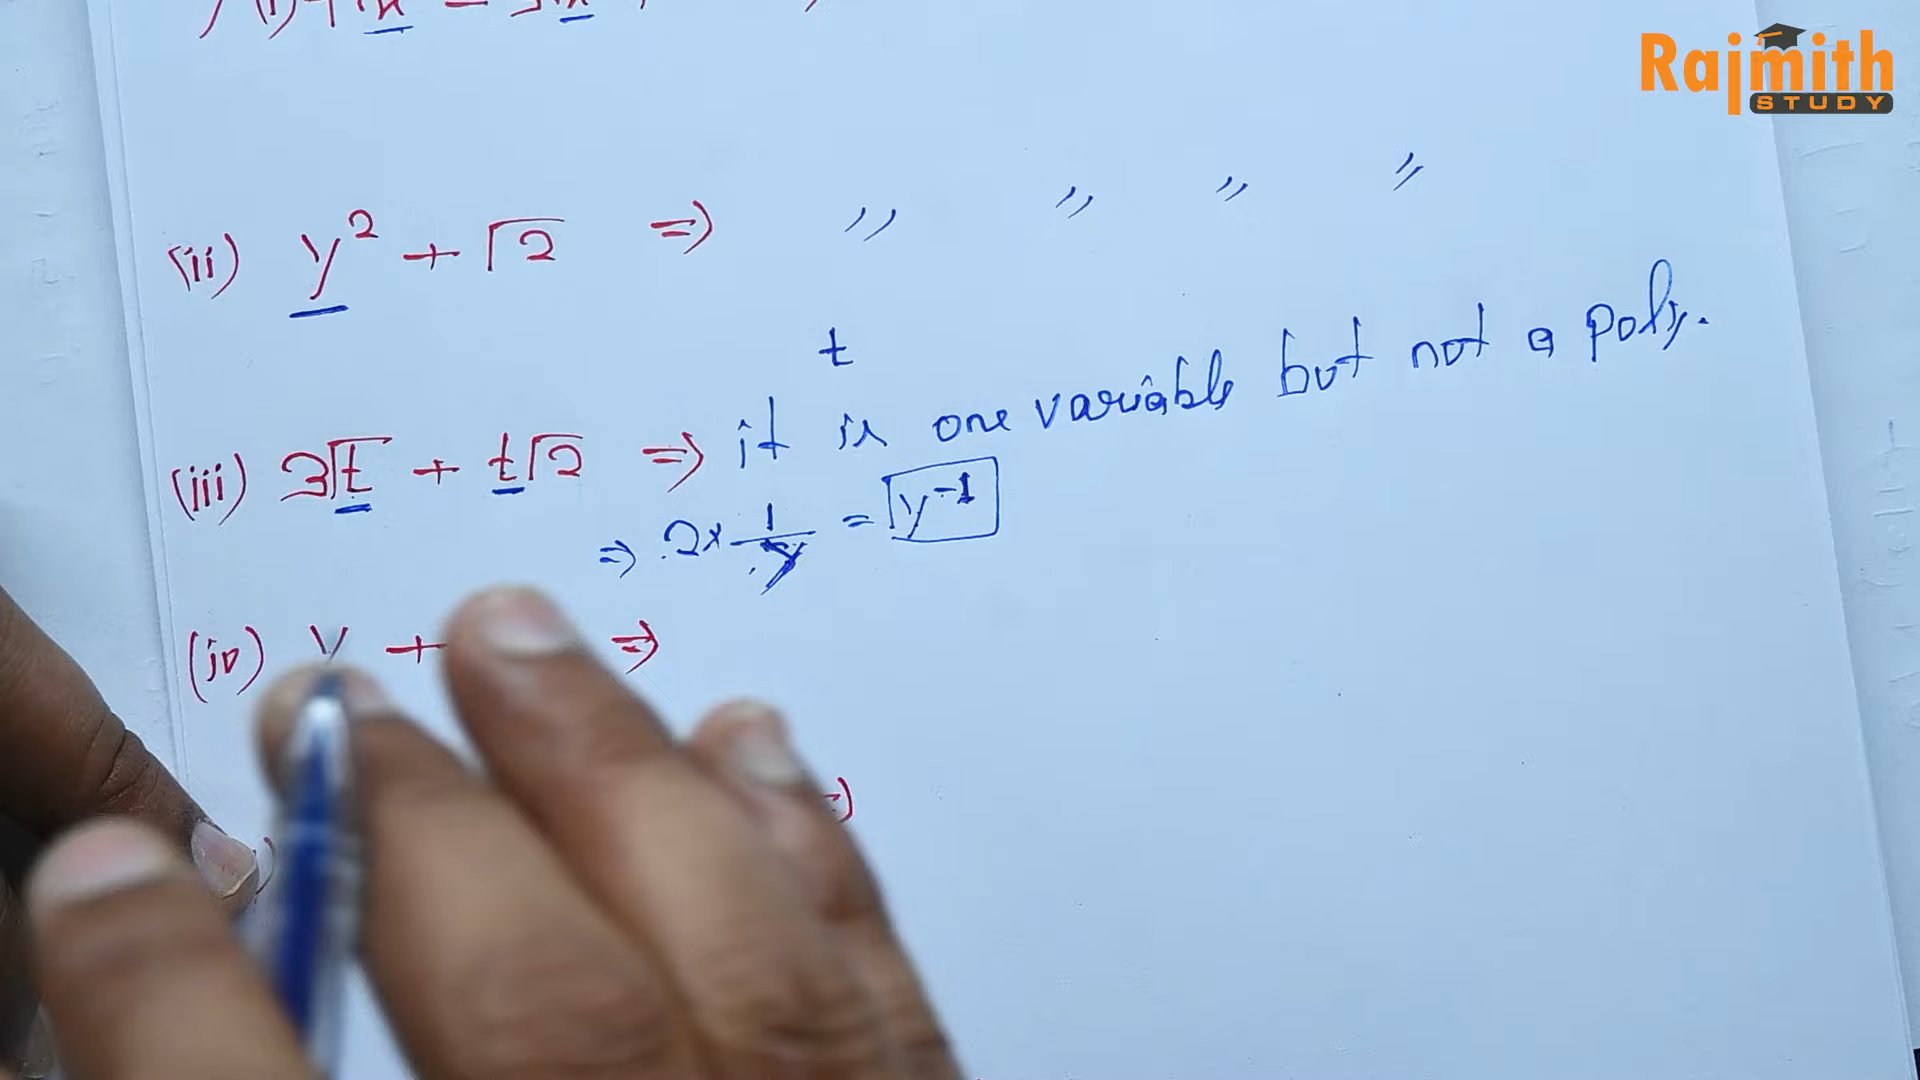 Rajmith
STUDY
(ii) y² + √2 ⇒ " " " "
t
(iii) 3√t + t√2 ⇒ it is one variable but not a poly.
⇒ 2 × 1/y = y⁻¹
(iv) y + ⇒